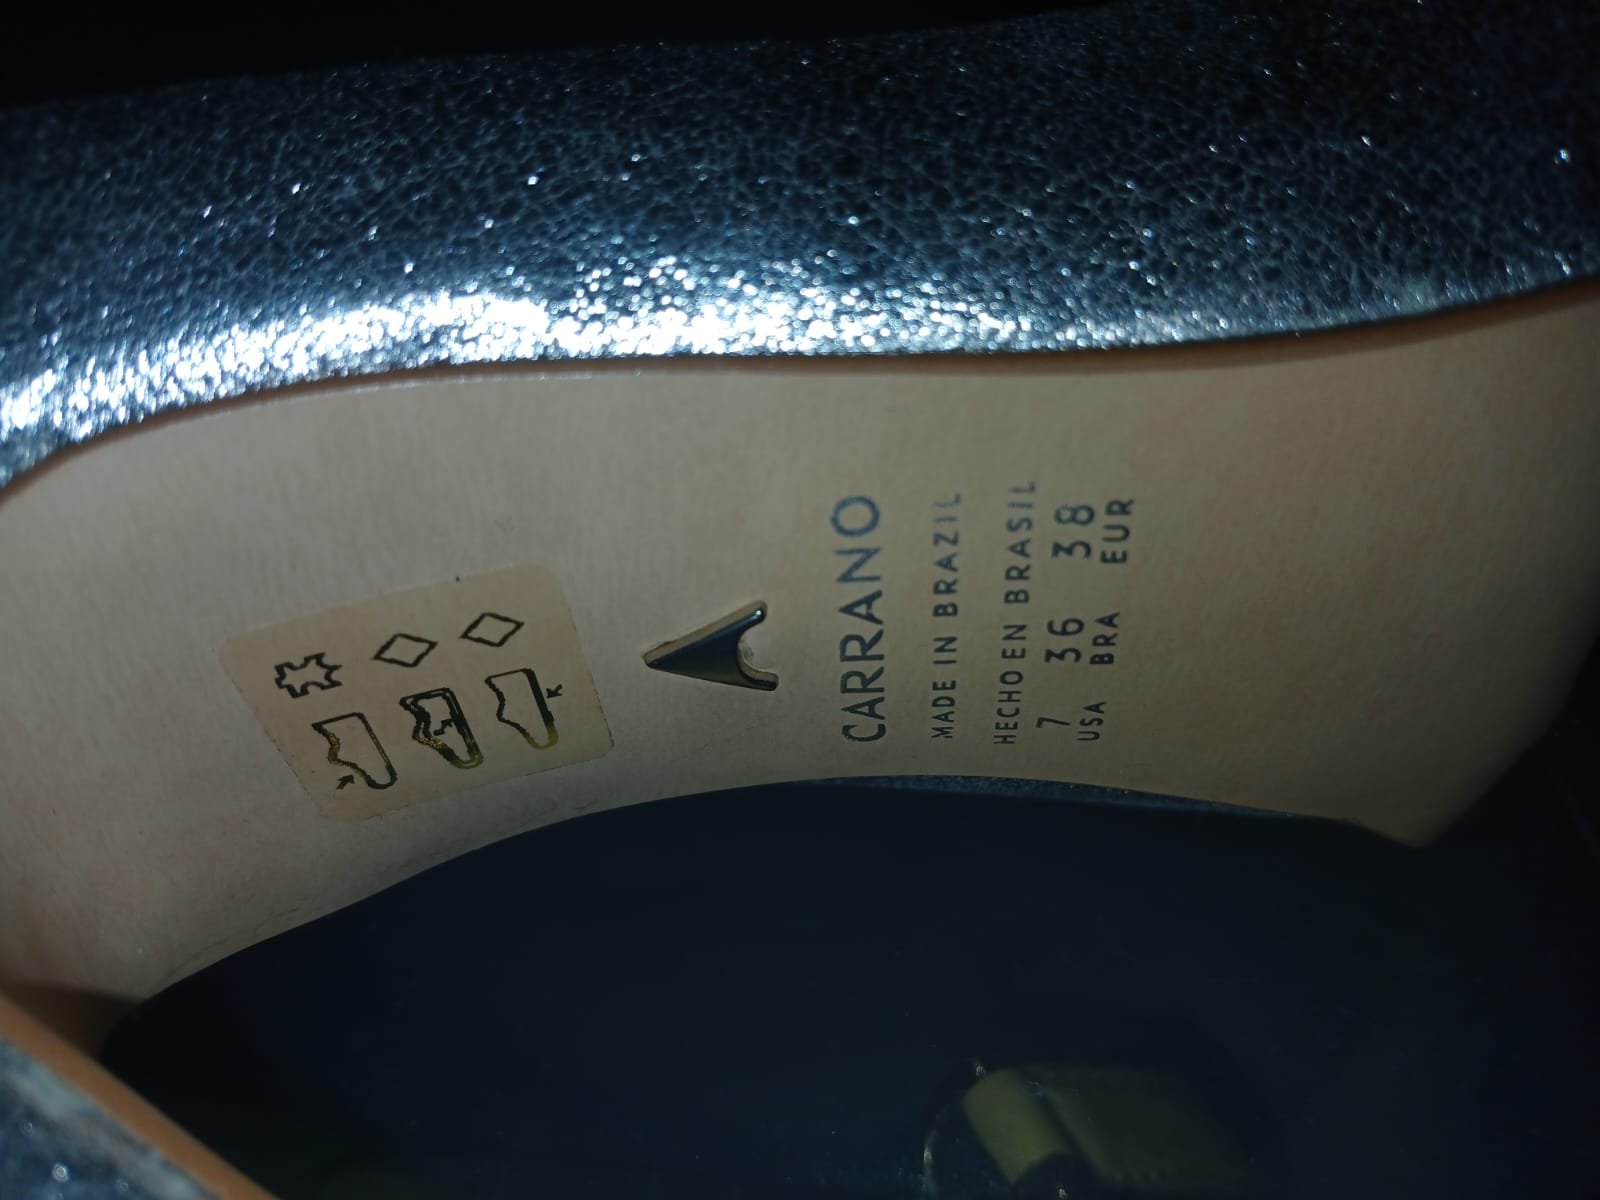 CARRANO
MADE IN BRAZIL
HECHO EN BRASIL
7 36 38
USA BRA EUR